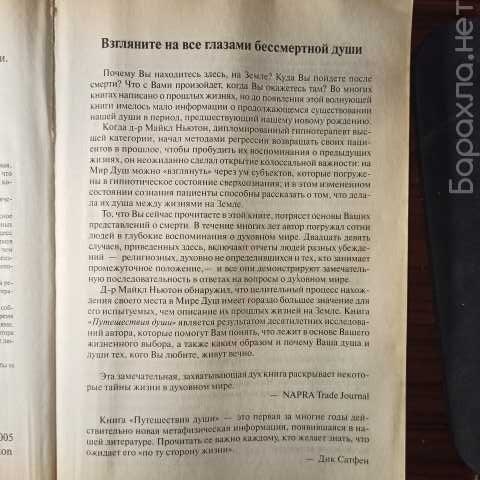 Взгляните на все глазами бессмертной души
Почему Вы находитесь здесь, на Земле? Куда Вы пойдете после
смерти? Что с Вами произойдет, когда Вы окажетесь там? Во многих
книгах написано о прошлых жизнях, но до появления этой волнующей
книги имелось мало информации о продолжающемся существовании
нашей души в период, предшествующий нашему новому рождению.
Когда д-р Майкл Ньютон, дипломированный гипнотерапевт выс-
шей категории, начал методами регрессии возвращать своих паци-
ентов в прошлое, чтобы пробудить их воспоминания о предыдущих
жизнях, он неожиданно сделал открытие колоссальной важности: на
Мир Душ можно «взглянуть» через ум субъектов, которые погруже-
ны в гипнотическое состояние сверхсознания; и в этом измененном
состоянии сознания пациенты способны рассказать о том, что дела-
ла их душа между жизнями на Земле.
То, что Вы сейчас прочитаете в этой книге, потрясет основы Ваших
представлений о смерти. В течение многих лет автор погружал сотни
людей в глубокие воспоминания о духовном мире. Двадцать девять
случаев, приведенных здесь, включают отчеты людей разных убежде-
ний — религиозных, духовно не определившихся и тех, кто занимает
промежуточное положение,— и все они демонстрируют замечатель-
ную последовательность в ответах на вопросы о духовном мире.
Д-р Майкл Ньютон обнаружил, что целительный процесс нахож-
дения своего места в Мире Душ имеет гораздо большее значение для
его испытуемых, чем описание их прошлых жизней на Земле. Книга
«Путешествия души» является результатом десятилетних исследова-
ний автора, которые помогут Вам понять, что лежит в основе Вашего
жизненного выбора, а также каким образом и почему Ваша душа и
души тех, кого Вы любите, живут вечно.
Эта замечательная, захватывающая дух книга раскрывает некото-
рые тайны жизни в духовном мире.
— NAPRA Trade Journal
Книга «Путешествия души» — это первая за многие годы дей-
ствительно новая метафизическая информация, появившаяся в на-
шей литературе. Прочитать ее важно каждому, кто желает знать, что
ожидает его «по ту сторону жизни».
— Дик Сатфен
Барахла.нет